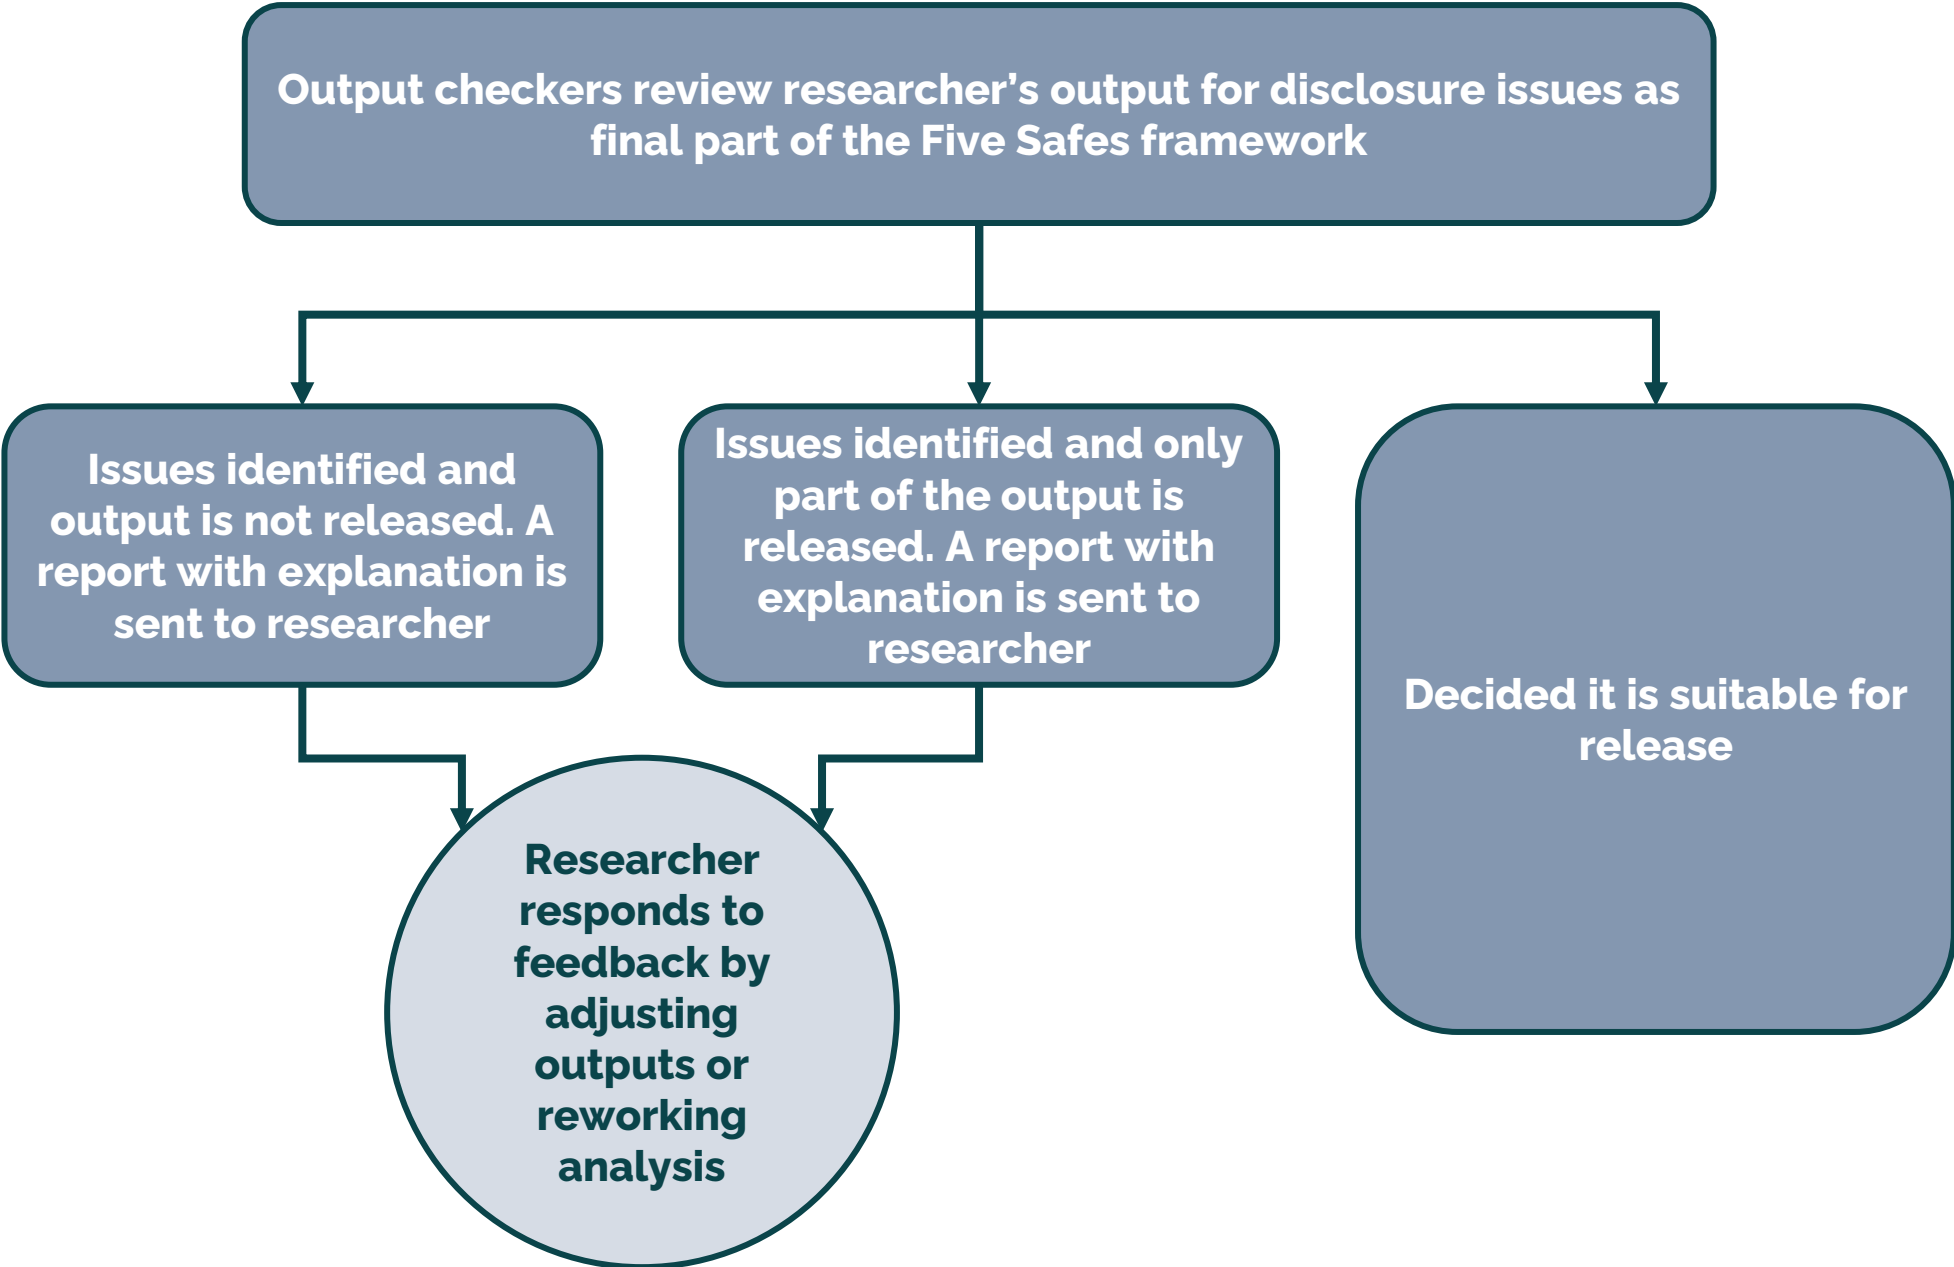 Output checkers review researcher’s output for disclosure issues as
final part of the Five Safes framework
Issues identified and
output is not released. A
report with explanation is
sent to researcher
Issues identified and only
part of the output is
released. A report with
explanation is sent to
researcher
Decided it is suitable for
release
Researcher
responds to
feedback by
adjusting
outputs or
reworking
analysis